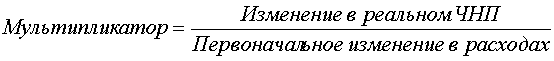 Мультипликатор = Изменение в реальном ЧНП
Первоначальное изменение в расходах